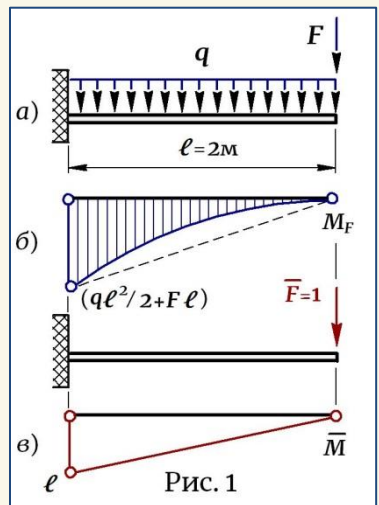 F
q
а)
ℓ=2м
б)
M_F
(qℓ²/2+Fℓ)
F̅=1
в)
M̅
ℓ
Рис. 1